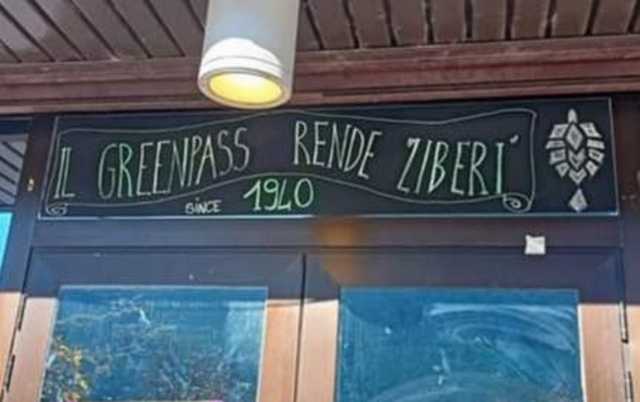 IL GREENPASS RENDE "ZIBERI"
SINCE 1940